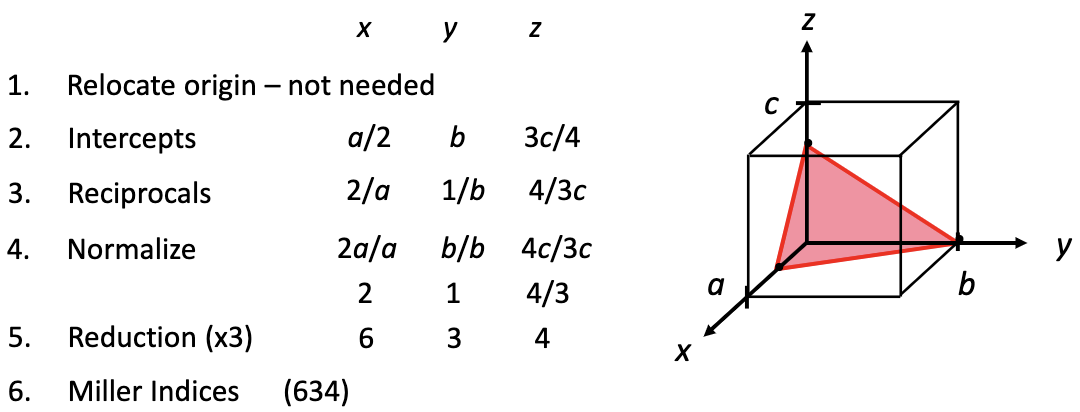 x y z
1. Relocate origin – not needed
2. Intercepts a/2 b 3c/4
3. Reciprocals 2/a 1/b 4/3c
4. Normalize 2a/a b/b 4c/3c
2 1 4/3
5. Reduction (x3) 6 3 4
6. Miller Indices (634)
z
c
y
a
b
x